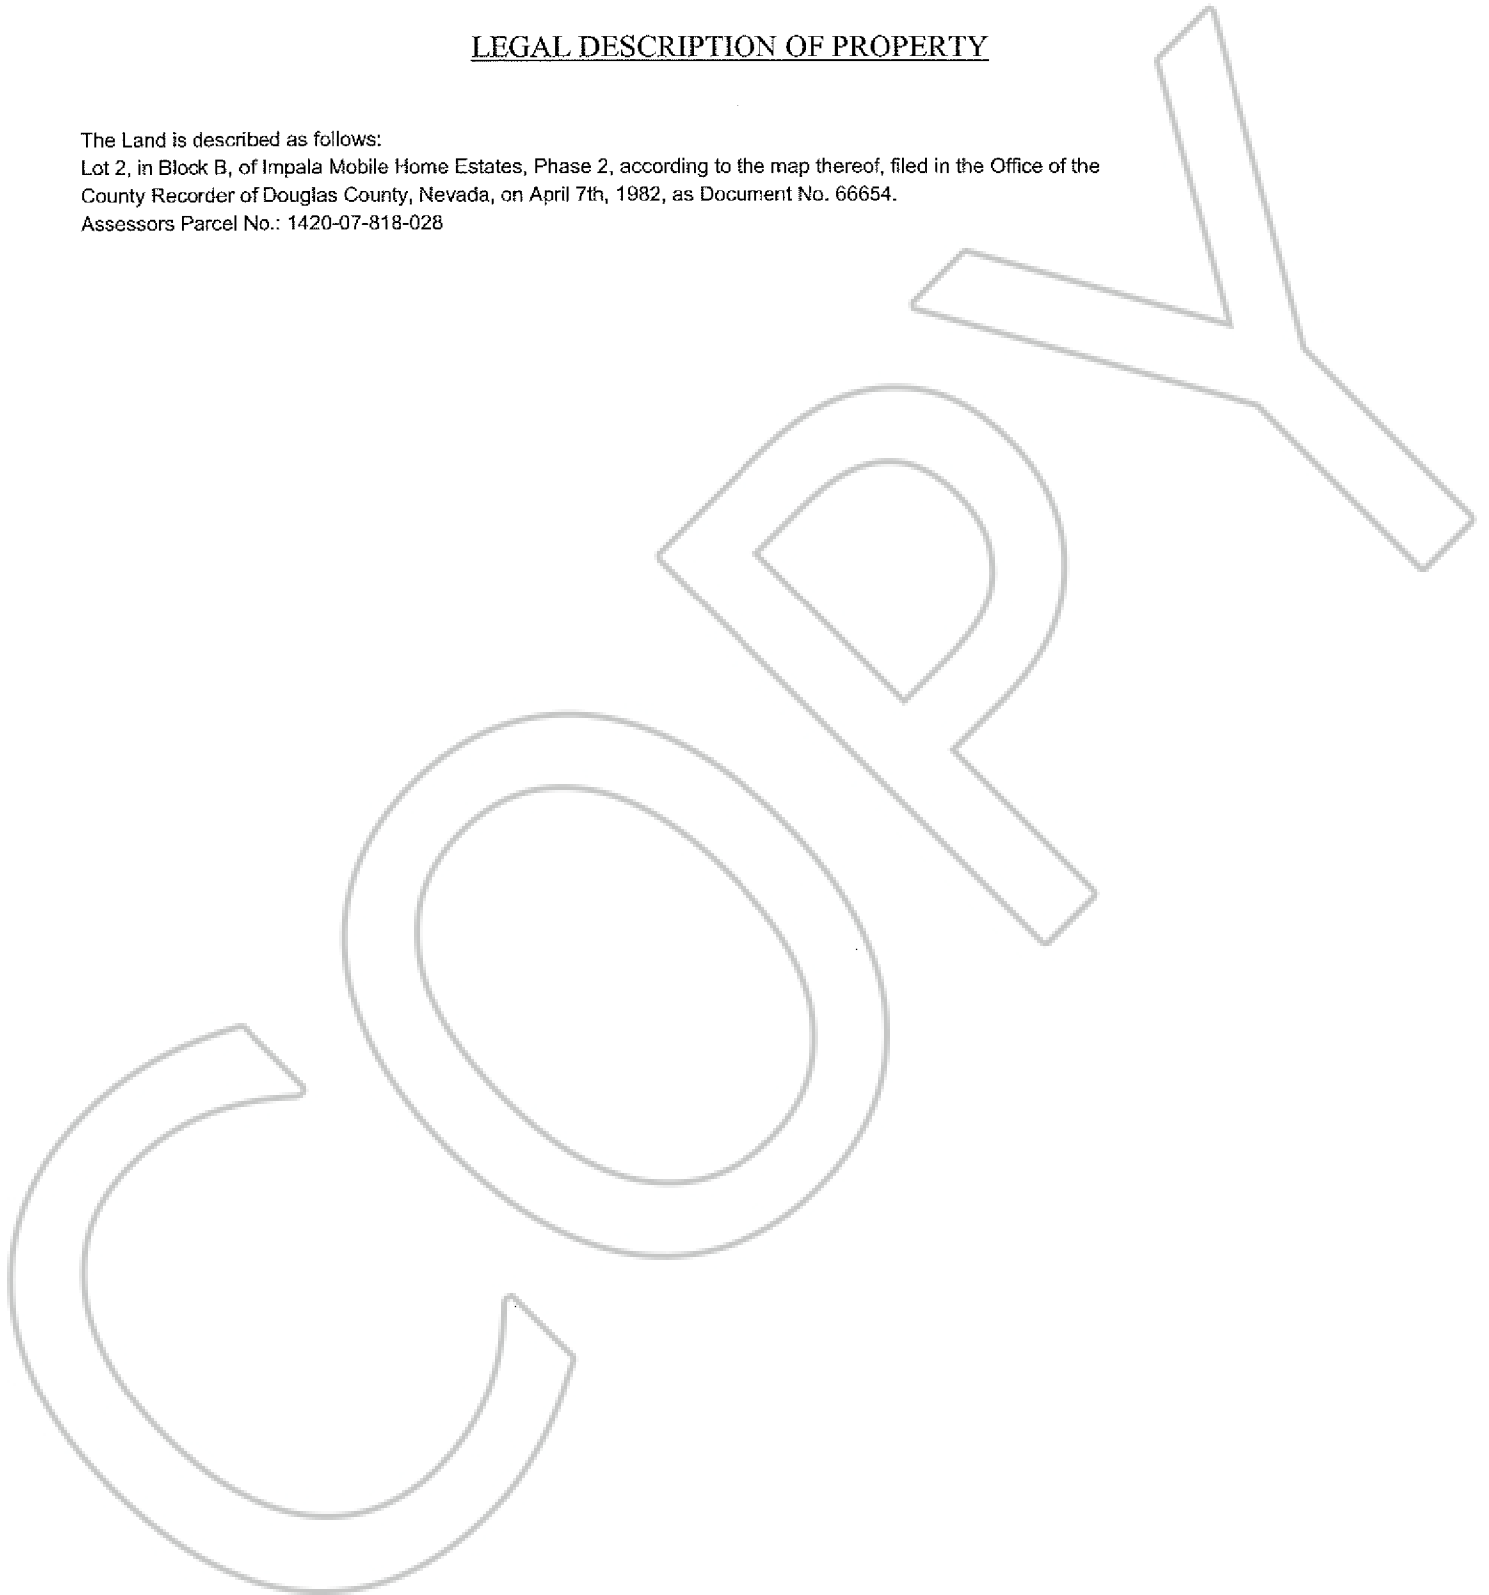 LEGAL DESCRIPTION OF PROPERTY
The Land is described as follows:
Lot 2, in Block B, of Impala Mobile Home Estates, Phase 2, according to the map thereof, filed in the Office of the
County Recorder of Douglas County, Nevada, on April 7th, 1982, as Document No. 66654.
Assessors Parcel No.: 1420-07-818-028
COPY